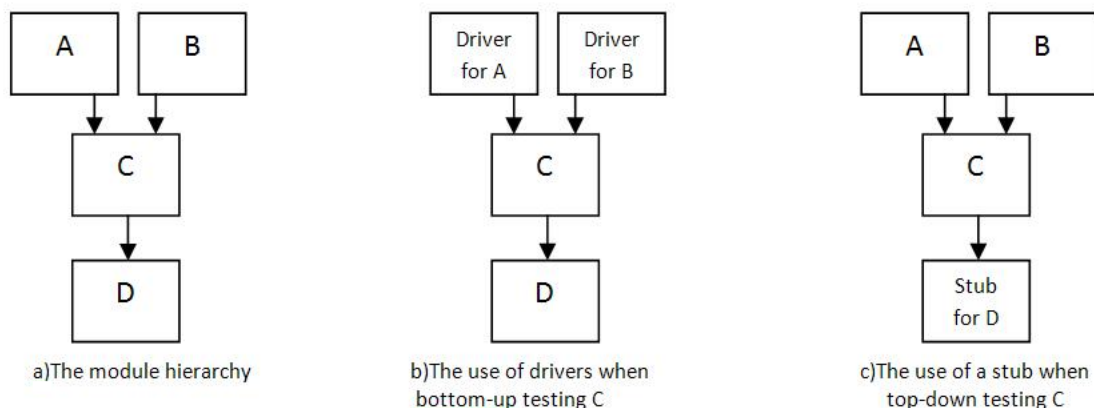 A
B
C
D
a)The module hierarchy
Driver
for A
Driver
for B
C
D
b)The use of drivers when
bottom-up testing C
A
B
C
Stub
for D
c)The use of a stub when
top-down testing C